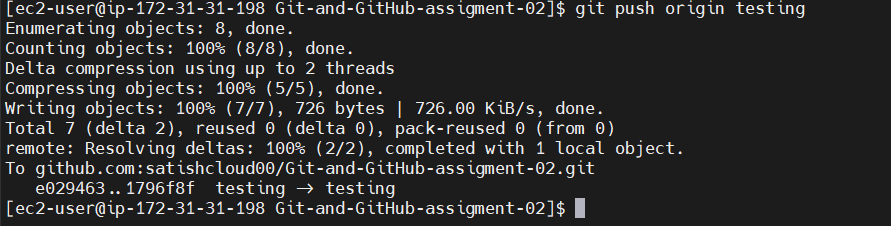 [ec2-user@ip-172-31-31-198 Git-and-GitHub-assigment-02]$ git push origin testing
Enumerating objects: 8, done.
Counting objects: 100% (8/8), done.
Delta compression using up to 2 threads
Compressing objects: 100% (5/5), done.
Writing objects: 100% (7/7), 726 bytes | 726.00 KiB/s, done.
Total 7 (delta 2), reused 0 (delta 0), pack-reused 0 (from 0)
remote: Resolving deltas: 100% (2/2), completed with 1 local object.
To github.com:satishcloud00/Git-and-GitHub-assigment-02.git
   e029463..1796f8f  testing → testing
[ec2-user@ip-172-31-31-198 Git-and-GitHub-assigment-02]$